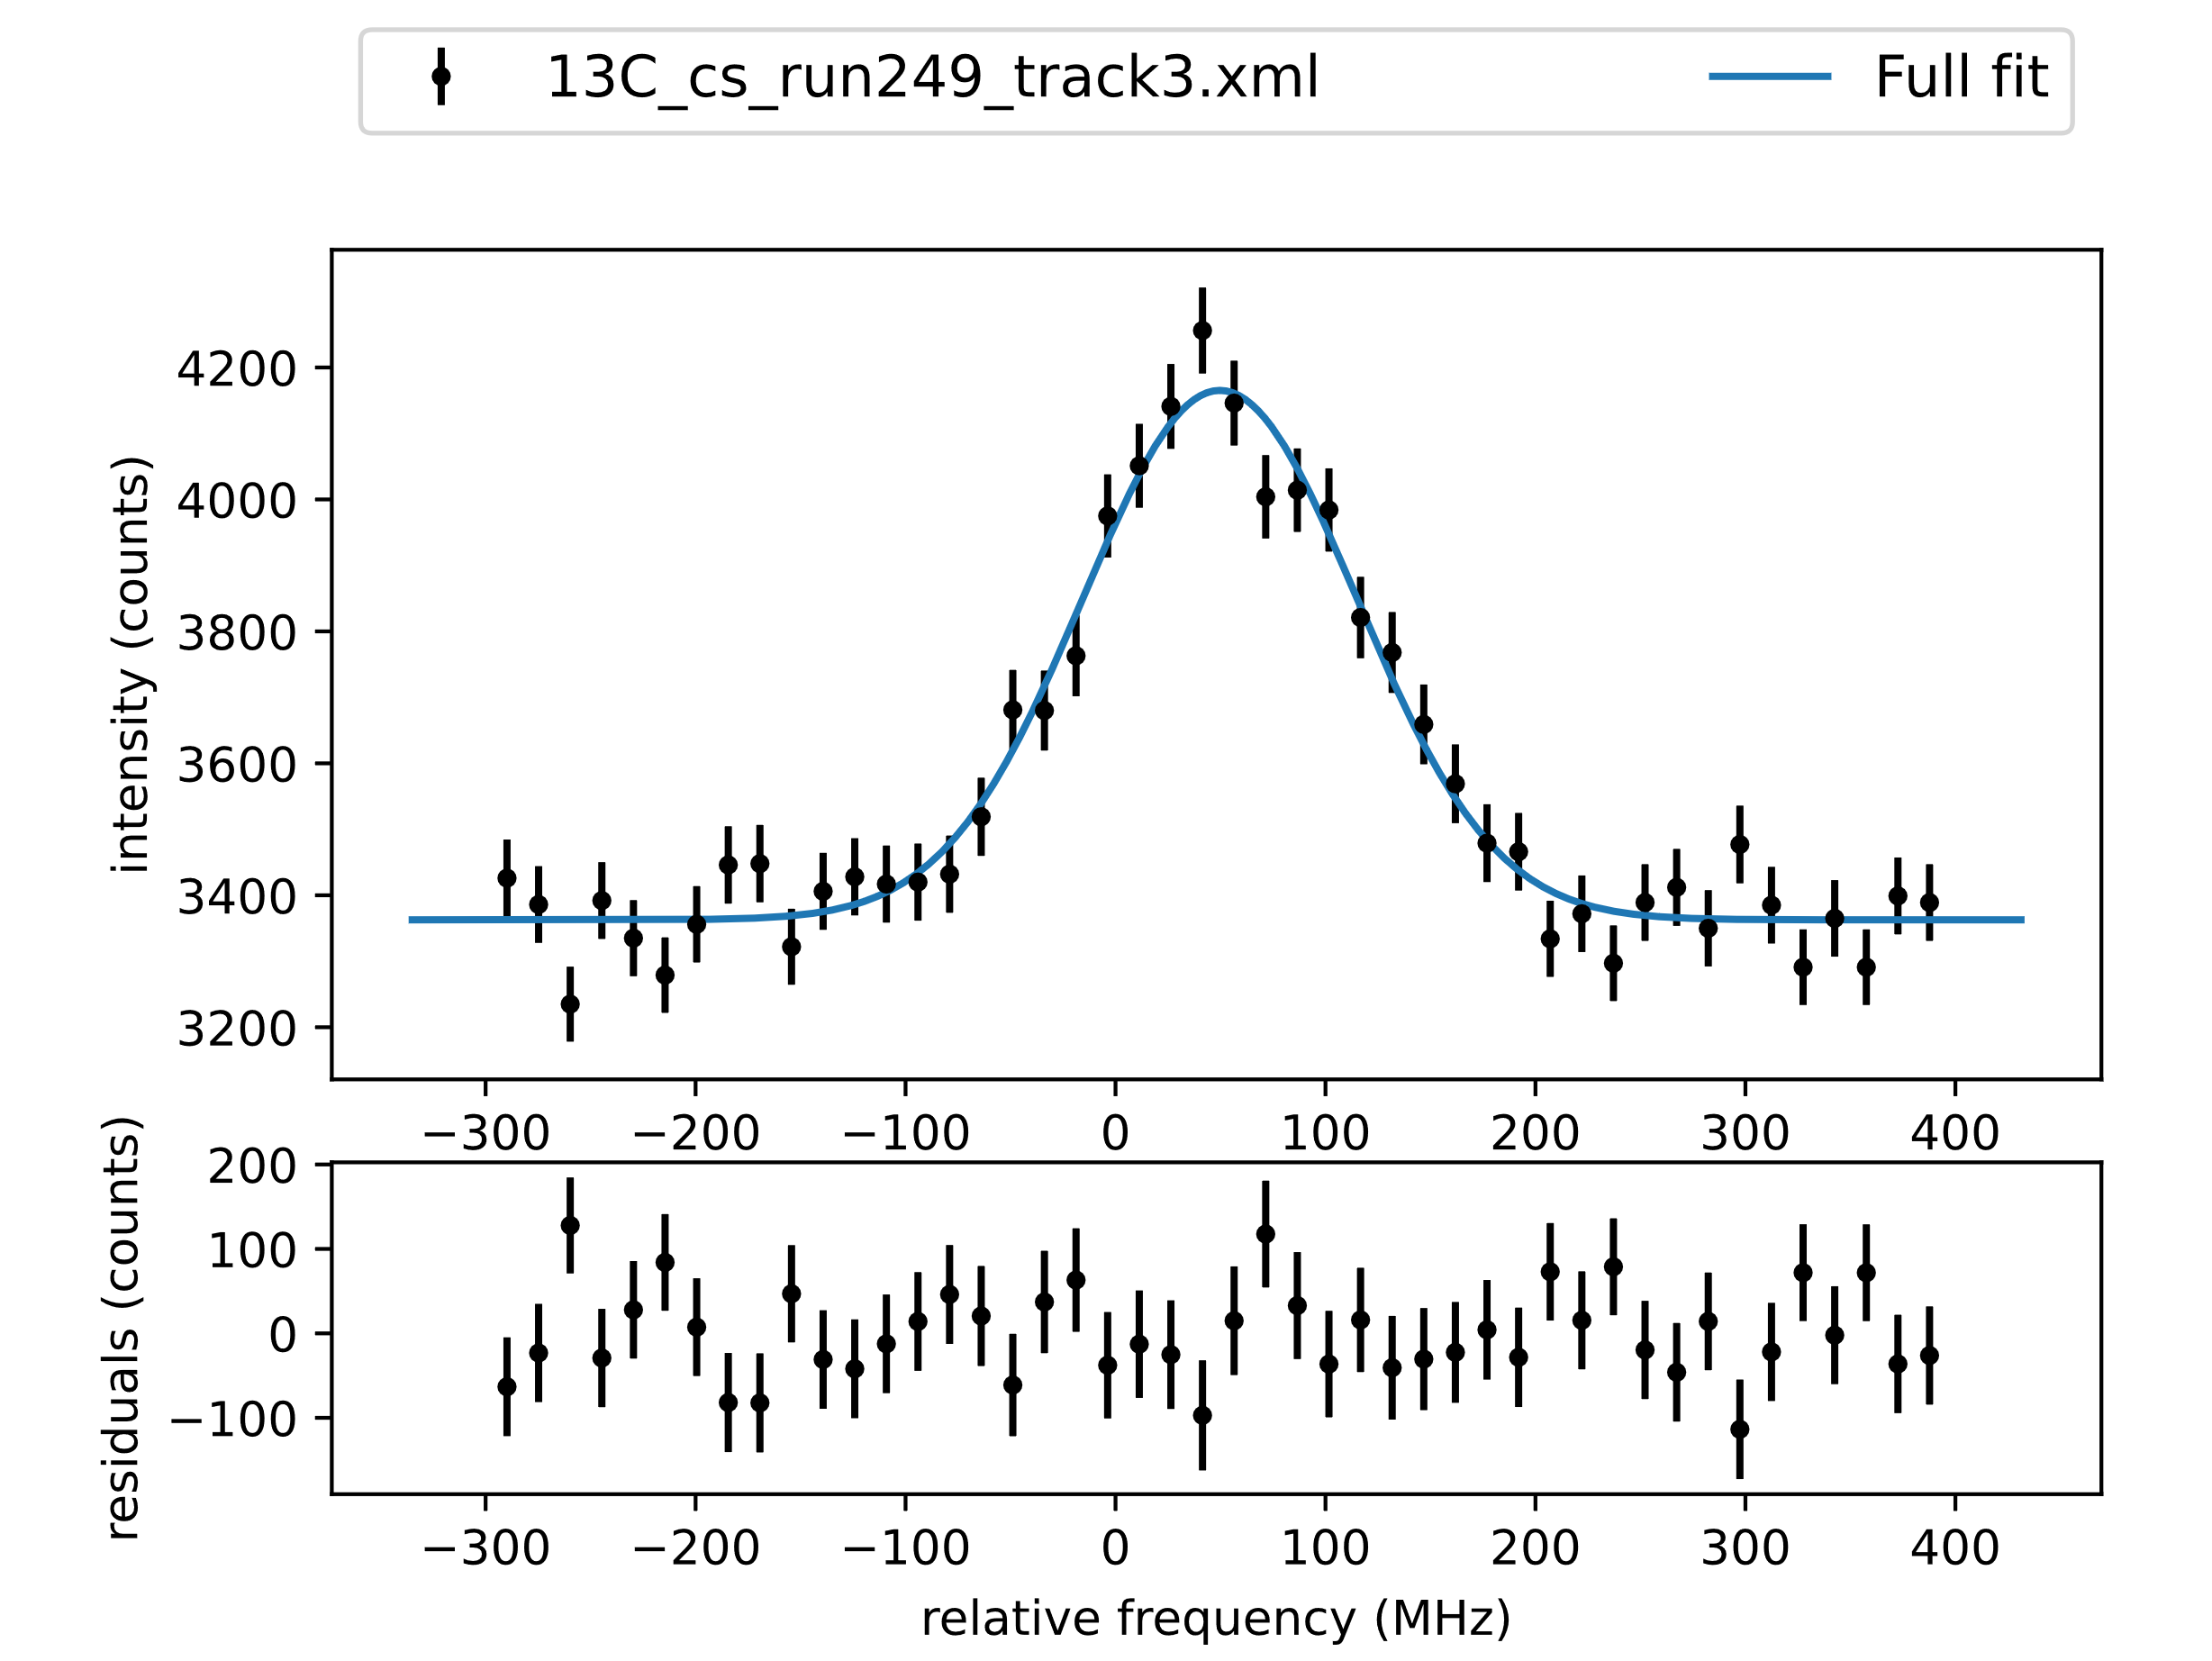 13C_cs_run249_track3.xml Full fit
intensity (counts)
4200
4000
3800
3600
3400
3200
−300 −200 −100 0 100 200 300 400
residuals (counts)
200
100
0
−100
−300 −200 −100 0 100 200 300 400
relative frequency (MHz)